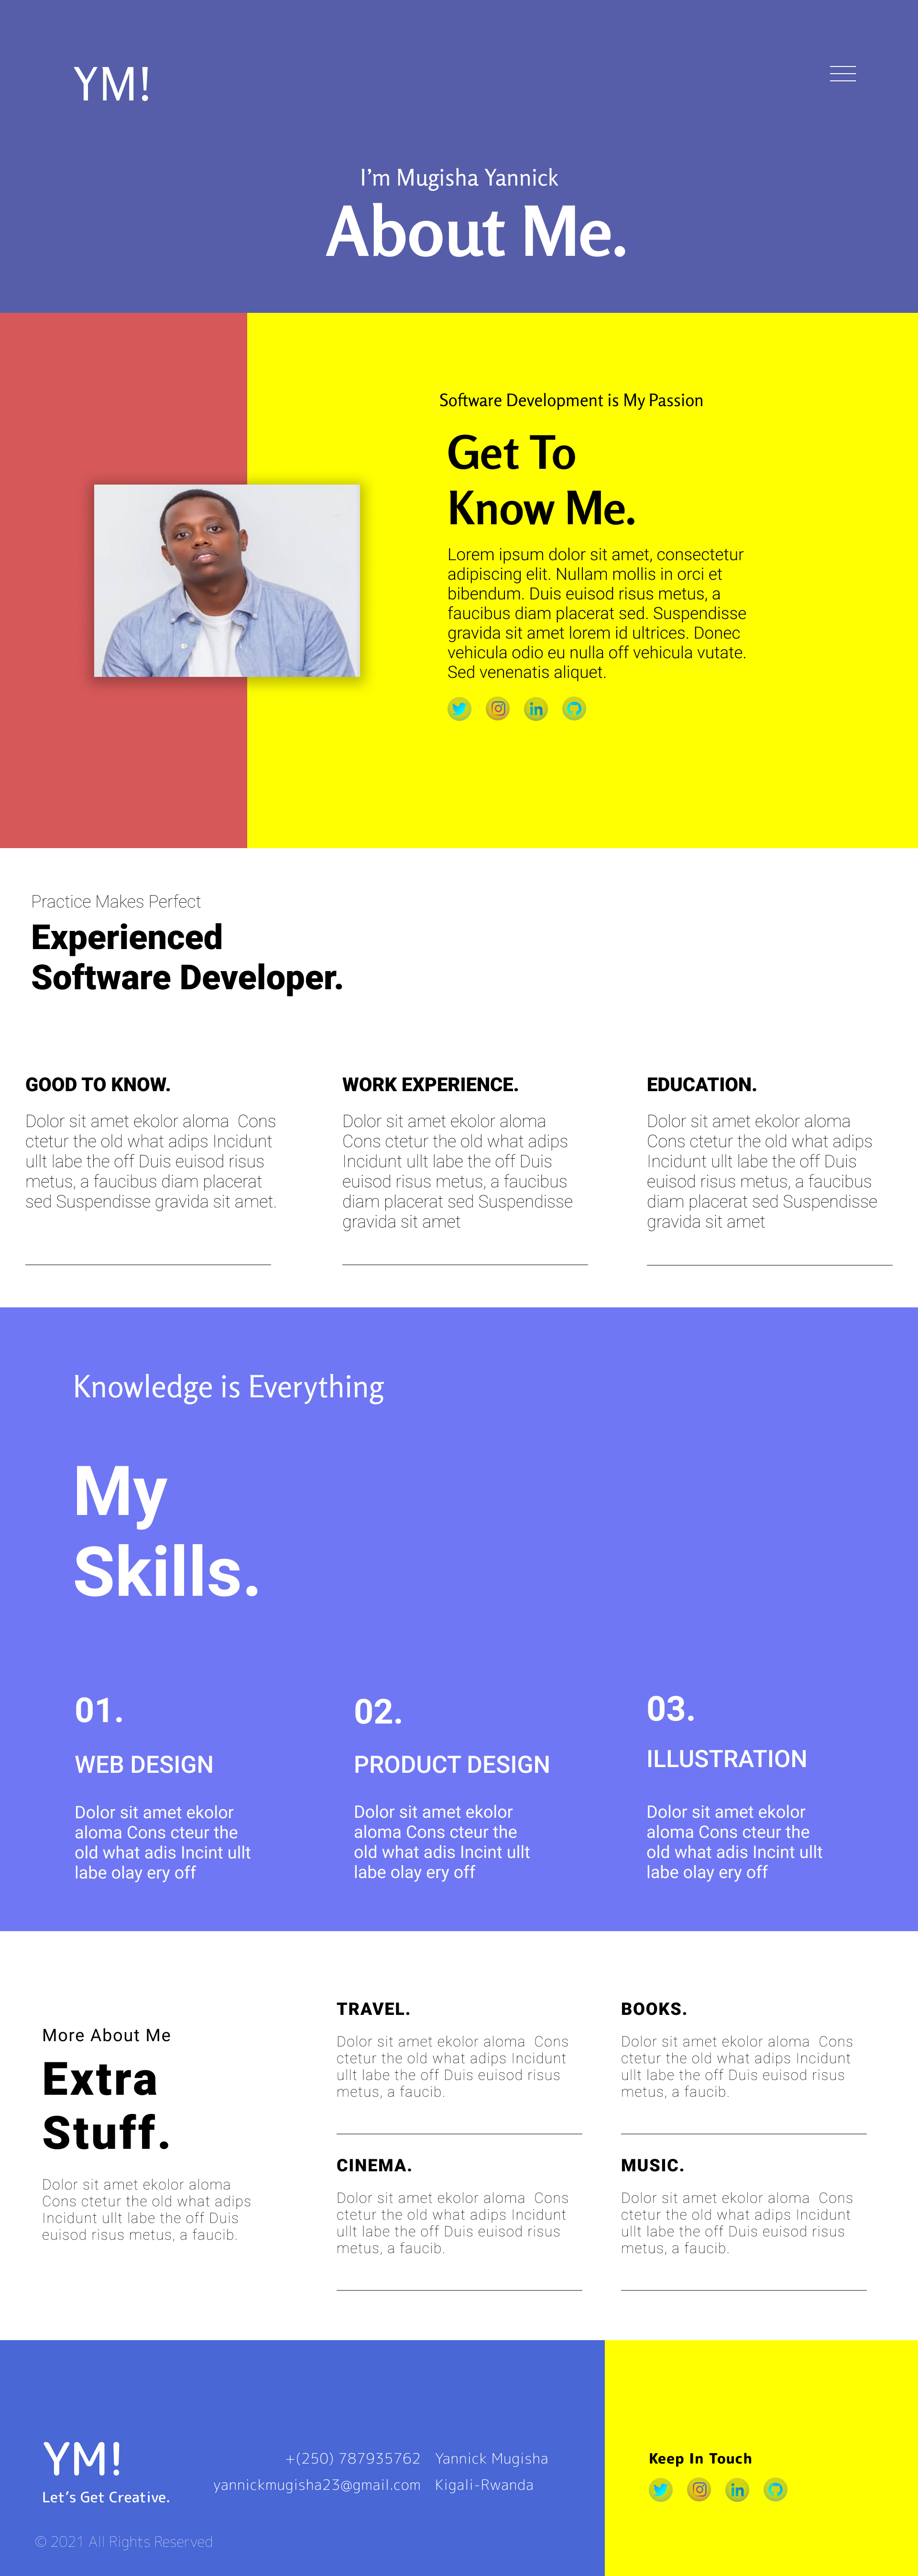 YM!
I'm Mugisha Yannick
About Me.
Software Development is My Passion
Get To
Know Me.
Lorem ipsum dolor sit amet, consectetur
adipiscing elit. Nullam mollis in orci et
bibendum. Duis euisod risus metus, a
faucibus diam placerat sed. Suspendisse
gravida sit amet lorem id ultrices. Donec
vehicula odio eu nulla off vehicula vutate.
Sed venenatis aliquet.
in
Practice Makes Perfect
Experienced
Software Developer.
GOOD TO KNOW.
Dolor sit amet ekolor aloma  Cons
ctetur the old what adips Incidunt
ullt labe the off Duis euisod risus
metus, a faucibus diam placerat
sed Suspendisse gravida sit amet.
WORK EXPERIENCE.
Dolor sit amet ekolor aloma
Cons ctetur the old what adips
Incidunt ullt labe the off Duis
euisod risus metus, a faucibus
diam placerat sed Suspendisse
gravida sit amet
EDUCATION.
Dolor sit amet ekolor aloma
Cons ctetur the old what adips
Incidunt ullt labe the off Duis
euisod risus metus, a faucibus
diam placerat sed Suspendisse
gravida sit amet
Knowledge is Everything
My
Skills.
01.
WEB DESIGN
Dolor sit amet ekolor
aloma Cons cteur the
old what adis Incint ullt
labe olay ery off
02.
PRODUCT DESIGN
Dolor sit amet ekolor
aloma Cons cteur the
old what adis Incint ullt
labe olay ery off
03.
ILLUSTRATION
Dolor sit amet ekolor
aloma Cons cteur the
old what adis Incint ullt
labe olay ery off
More About Me
Extra
Stuff.
Dolor sit amet ekolor aloma
Cons ctetur the old what adips
Incidunt ullt labe the off Duis
euisod risus metus, a faucib.
TRAVEL.
Dolor sit amet ekolor aloma  Cons
ctetur the old what adips Incidunt
ullt labe the off Duis euisod risus
metus, a faucib.
BOOKS.
Dolor sit amet ekolor aloma  Cons
ctetur the old what adips Incidunt
ullt labe the off Duis euisod risus
metus, a faucib.
CINEMA.
Dolor sit amet ekolor aloma  Cons
ctetur the old what adips Incidunt
ullt labe the off Duis euisod risus
metus, a faucib.
MUSIC.
Dolor sit amet ekolor aloma  Cons
ctetur the old what adips Incidunt
ullt labe the off Duis euisod risus
metus, a faucib.
YM!
Let's Get Creative.
© 2021 All Rights Reserved
+(250) 787935762
yannickmugisha23@gmail.com
Yannick Mugisha
Kigali-Rwanda
Keep In Touch
in